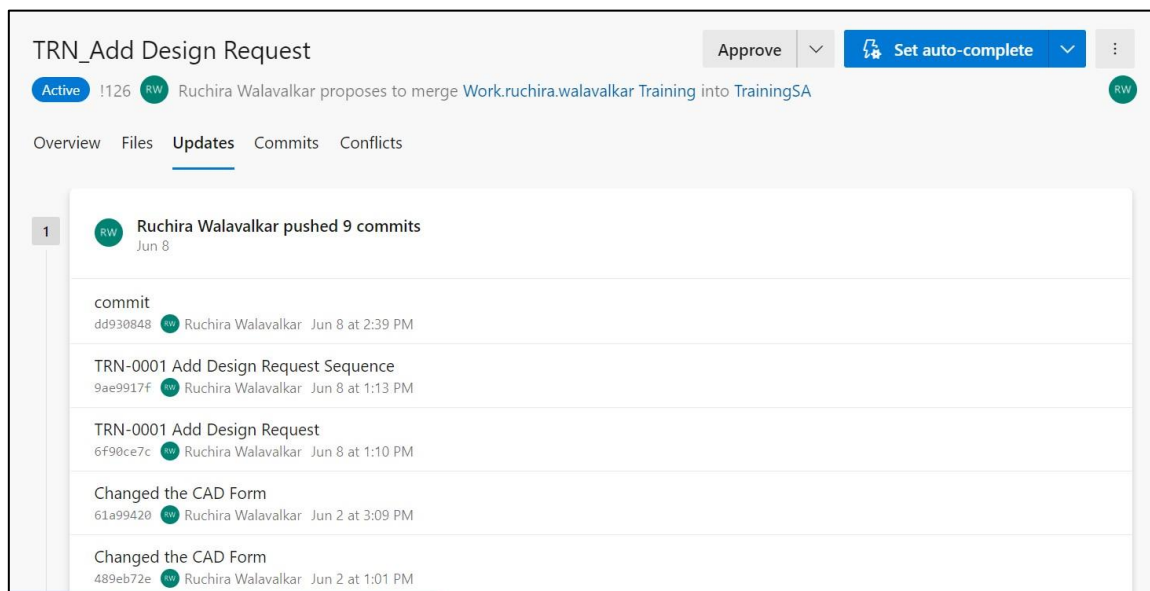 TRN_Add Design Request
Approve
Set auto-complete
Active !126 RW Ruchira Walavalkar proposes to merge Work.ruchira.walavalkar Training into TrainingSA RW
Overview Files Updates Commits Conflicts
1
RW Ruchira Walavalkar pushed 9 commits
Jun 8
commit
dd930848 RW Ruchira Walavalkar Jun 8 at 2:39 PM
TRN-0001 Add Design Request Sequence
9ae9917f RW Ruchira Walavalkar Jun 8 at 1:13 PM
TRN-0001 Add Design Request
6f90ce7c RW Ruchira Walavalkar Jun 8 at 1:10 PM
Changed the CAD Form
61a99420 RW Ruchira Walavalkar Jun 2 at 3:09 PM
Changed the CAD Form
489eb72e RW Ruchira Walavalkar Jun 2 at 1:01 PM